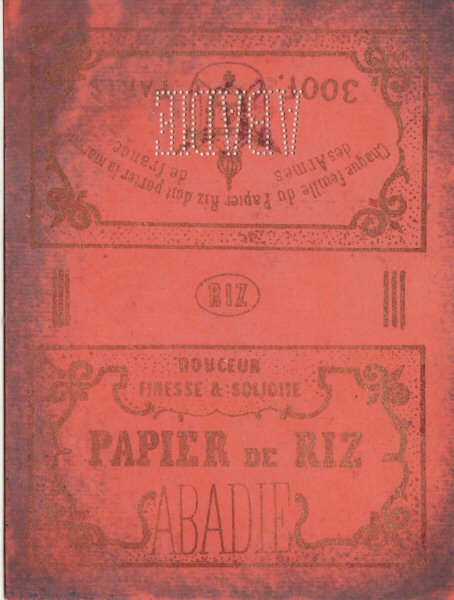 ABADIE
Chaque feuille du Papier Riz doit porter la marque
des Armes
de france.
PARIS
RIZ
DOUCEUR
FINESSE & SOLIDITE
PAPIER DE RIZ
ABADIE